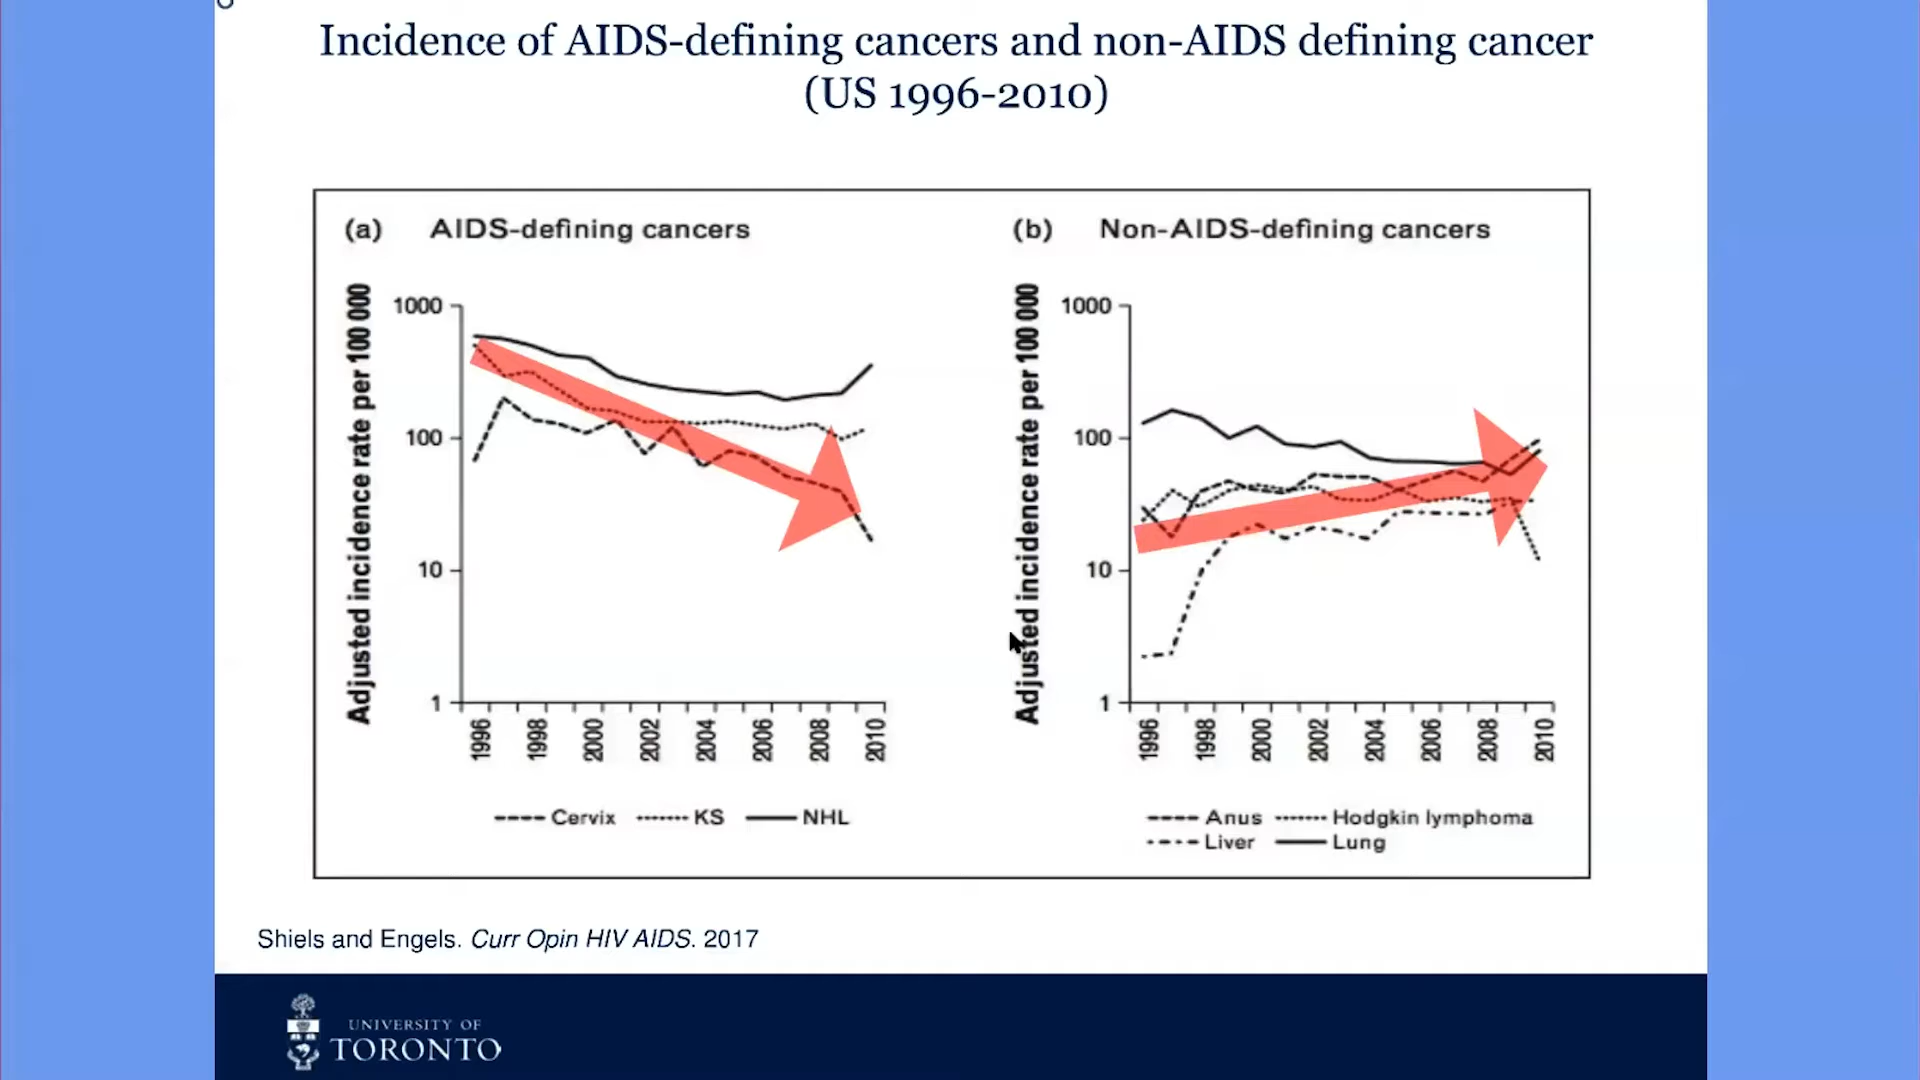 Incidence of AIDS-defining cancers and non-AIDS defining cancer
(US 1996-2010)
(a) AIDS-defining cancers
Adjusted incidence rate per 100 000
1000
100
10
1
1996 1998 2000 2002 2004 2006 2008 2010
Cervix KS NHL
(b) Non-AIDS-defining cancers
Adjusted incidence rate per 100 000
1000
100
10
1
1996 1998 2000 2002 2004 2006 2008 2010
Anus Hodgkin lymphoma
Liver Lung
Shiels and Engels. Curr Opin HIV AIDS. 2017
UNIVERSITY OF
TORONTO